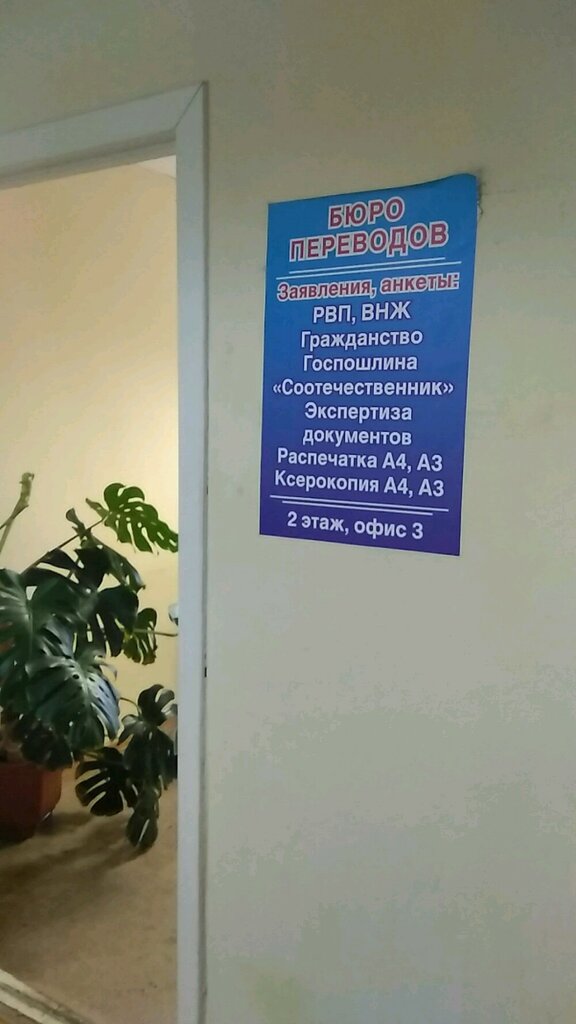 БЮРО
ПЕРЕВОДОВ
Заявления, анкеты:
РВП, ВНЖ
Гражданство
Госпошлина
«Соотечественник»
Экспертиза
документов
Распечатка А4, А3
Ксерокопия А4, А3
2 этаж, офис 3